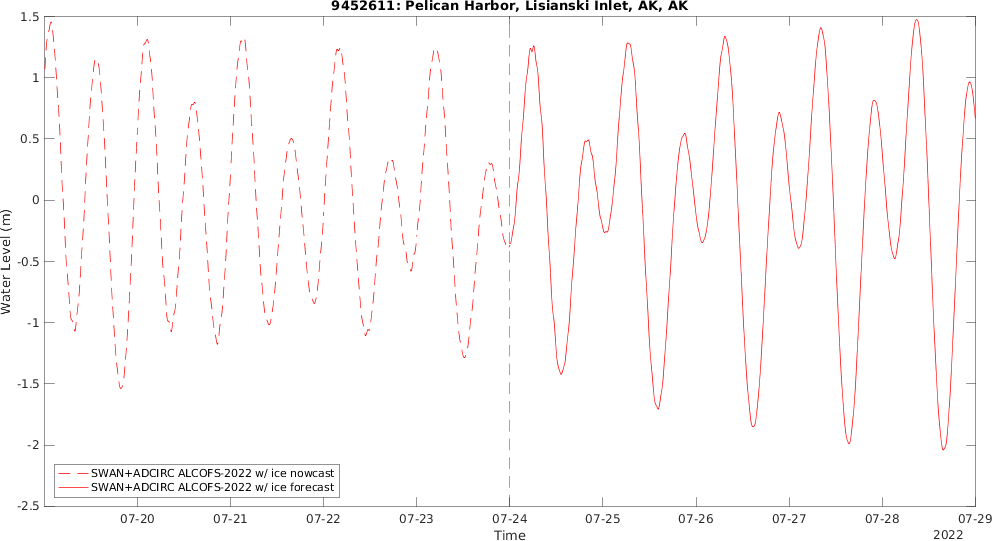 9452611: Pelican Harbor, Lisianski Inlet, AK, AK
Water Level (m)
1.5
1
0.5
0
-0.5
-1
-1.5
-2
-2.5
SWAN+ADCIRC ALCOFS-2022 w/ ice nowcast
SWAN+ADCIRC ALCOFS-2022 w/ ice forecast
07-20 07-21 07-22 07-23 07-24 07-25 07-26 07-27 07-28 07-29
Time
2022